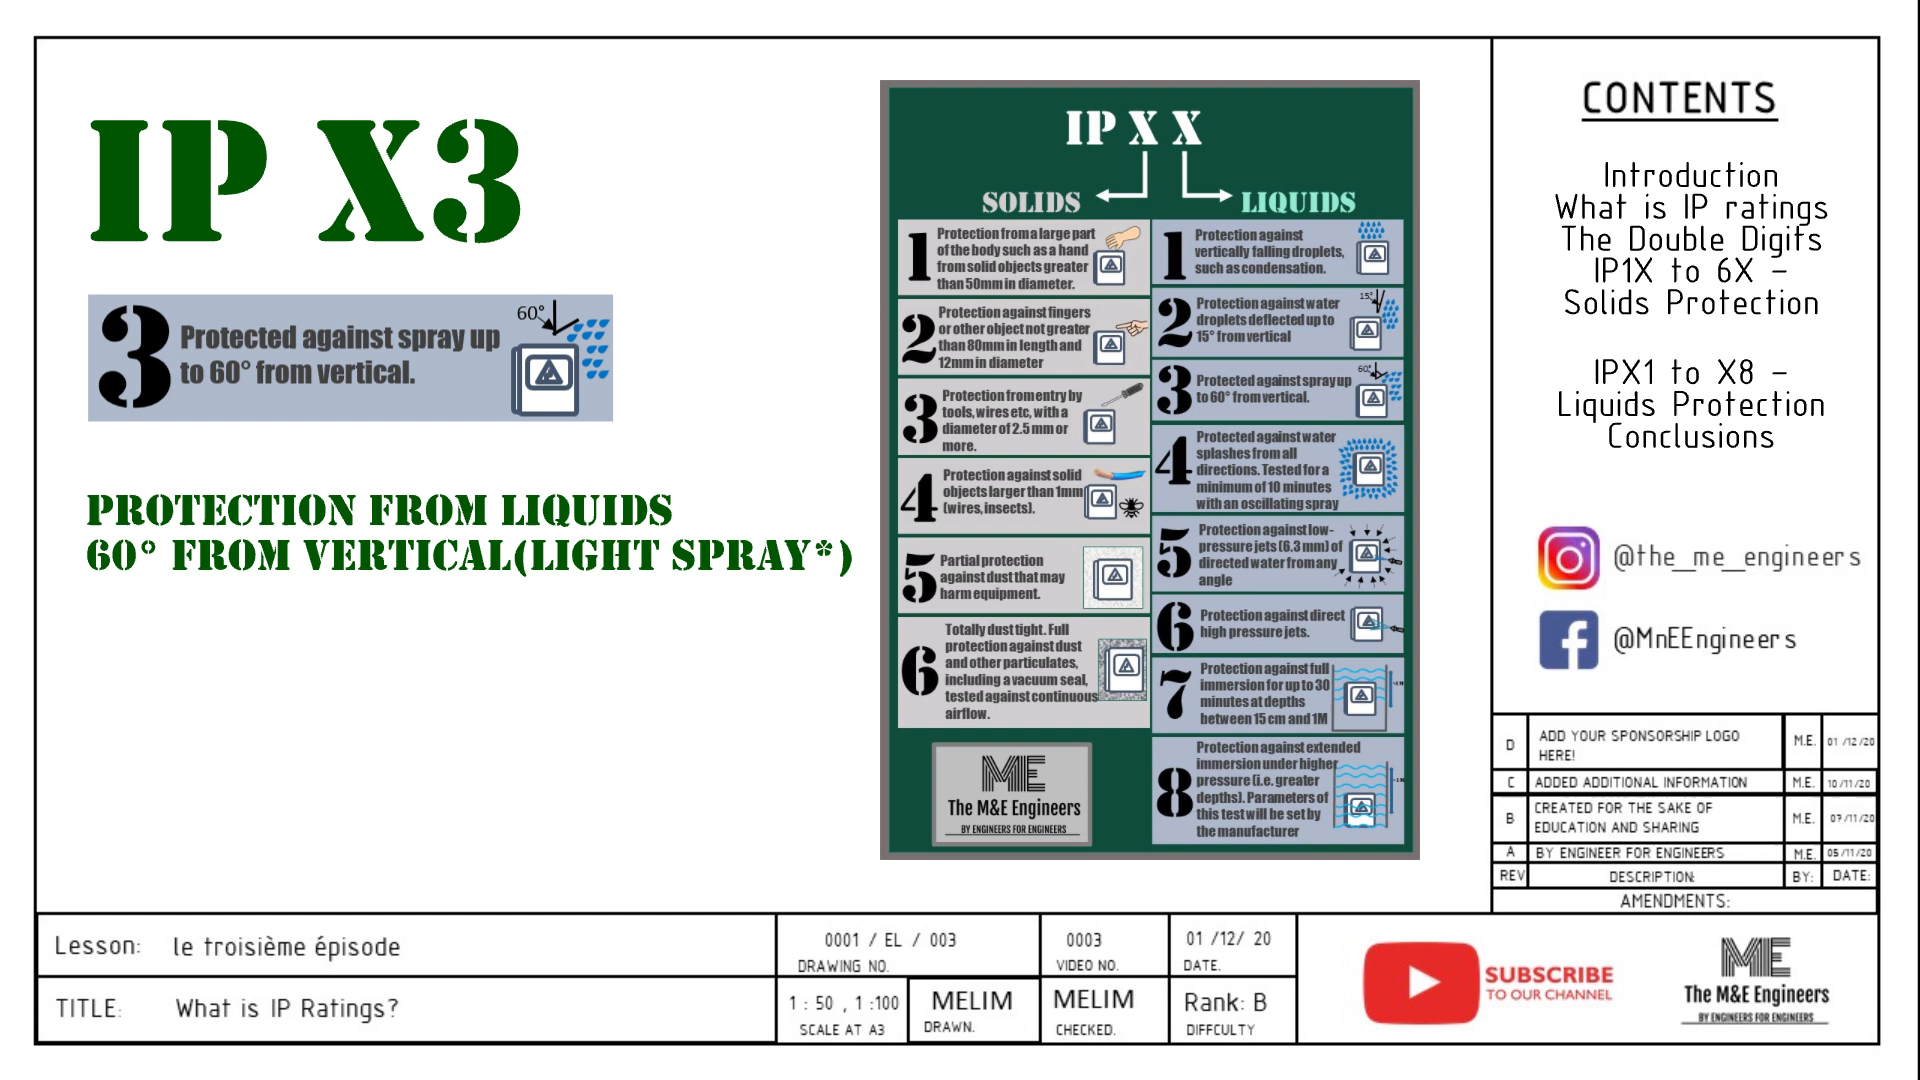 IP X3
3
Protected against spray up
to 60° from vertical.
60°
PROTECTION FROM LIQUIDS
60° FROM VERTICAL(LIGHT SPRAY*)
IP X X
SOLIDS
LIQUIDS
1
Protection from a large part
of the body such as a hand
from solid objects greater
than 50mm in diameter.
2
Protection against fingers
or other object not greater
than 80mm in length and
12mm in diameter
3
Protection from entry by
tools, wires etc, with a
diameter of 2.5 mm or
more.
4
Protection against solid
objects larger than 1mm
(wires, insects).
5
Partial protection
against dust that may
harm equipment.
6
Totally dust tight. Full
protection against dust
and other particulates,
including a vacuum seal,
tested against continuous
airflow.
1
Protection against
vertically falling droplets,
such as condensation.
2
Protection against water
droplets deflected up to
15° from vertical
15°
3
Protected against spray up
to 60° from vertical.
60°
4
Protected against water
splashes from all
directions. Tested for a
minimum of 10 minutes
with an oscillating spray
5
Protection against low-
pressure jets (6.3 mm) of
directed water from any
angle
6
Protection against direct
high pressure jets.
7
Protection against full
immersion for up to 30
minutes at depths
between 15 cm and 1M
8
Protection against extended
immersion under higher
pressure (i.e. greater
depths). Parameters of
this test will be set by
the manufacturer
ME
The M&E Engineers
BY ENGINEERS FOR ENGINEERS
CONTENTS
Introduction
What is IP ratings
The Double Digits
IP1X to 6X -
Solids Protection
IPX1 to X8 -
Liquids Protection
Conclusions
@the_me_engineers
@MnEEngineers
D ADD YOUR SPONSORSHIP LOGO M.E. 01 /12 /20
HERE!
C ADDED ADDITIONAL INFORMATION M.E. 10 /11/20
B CREATED FOR THE SAKE OF M.E. 07 /11/20
EDUCATION AND SHARING
A BY ENGINEER FOR ENGINEERS M.E. 05 /11/20
REV DESCRIPTION: BY: DATE:
AMENDMENTS:
Lesson: le troisième épisode
TITLE: What is IP Ratings?
0001 / EL / 003
DRAWING NO.
0003
VIDEO NO.
01 /12/ 20
DATE.
1 : 50 , 1 :100
SCALE AT A3
MELIM
DRAWN.
MELIM
CHECKED.
Rank: B
DIFFCULTY
SUBSCRIBE
TO OUR CHANNEL
ME
The M&E Engineers
BY ENGINEERS FOR ENGINEERS